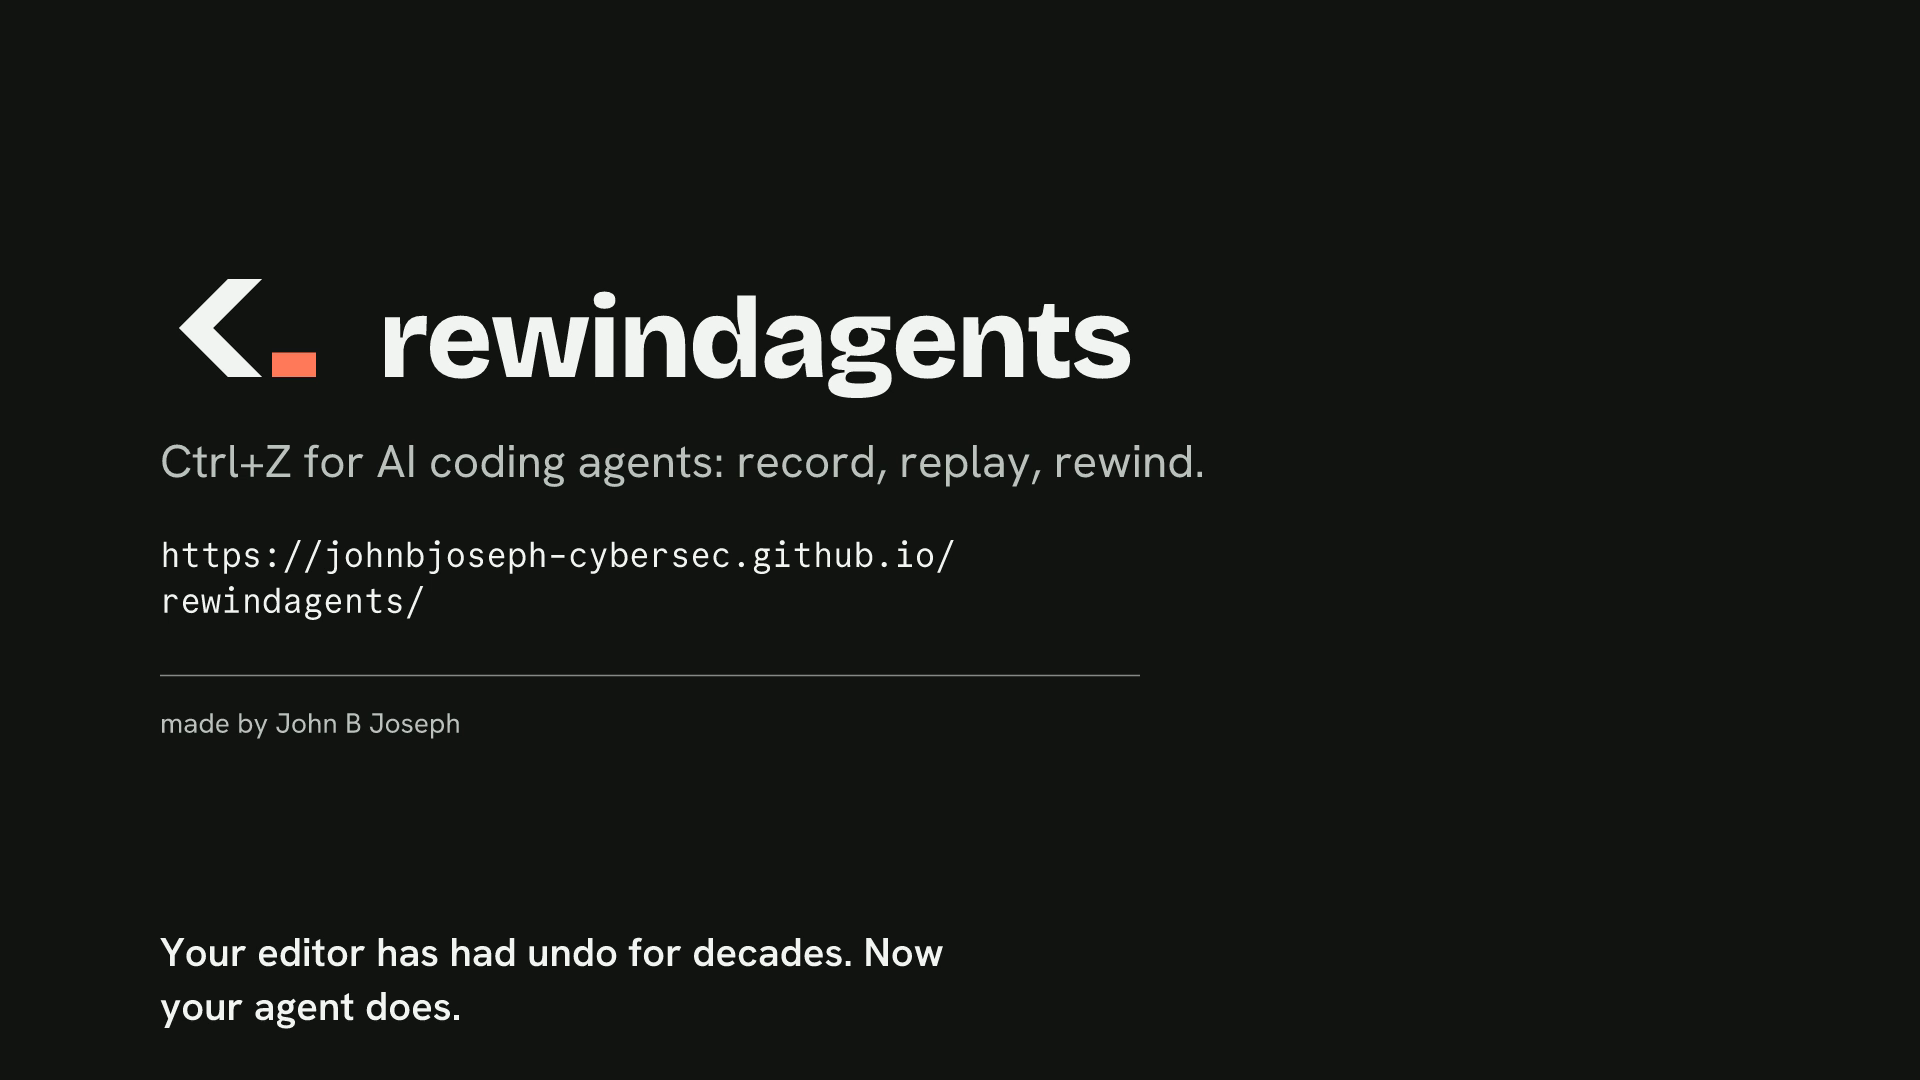 rewindagents
Ctrl+Z for AI coding agents: record, replay, rewind.
https://johnbjoseph-cybersec.github.io/
rewindagents/
made by John B Joseph
Your editor has had undo for decades. Now
your agent does.